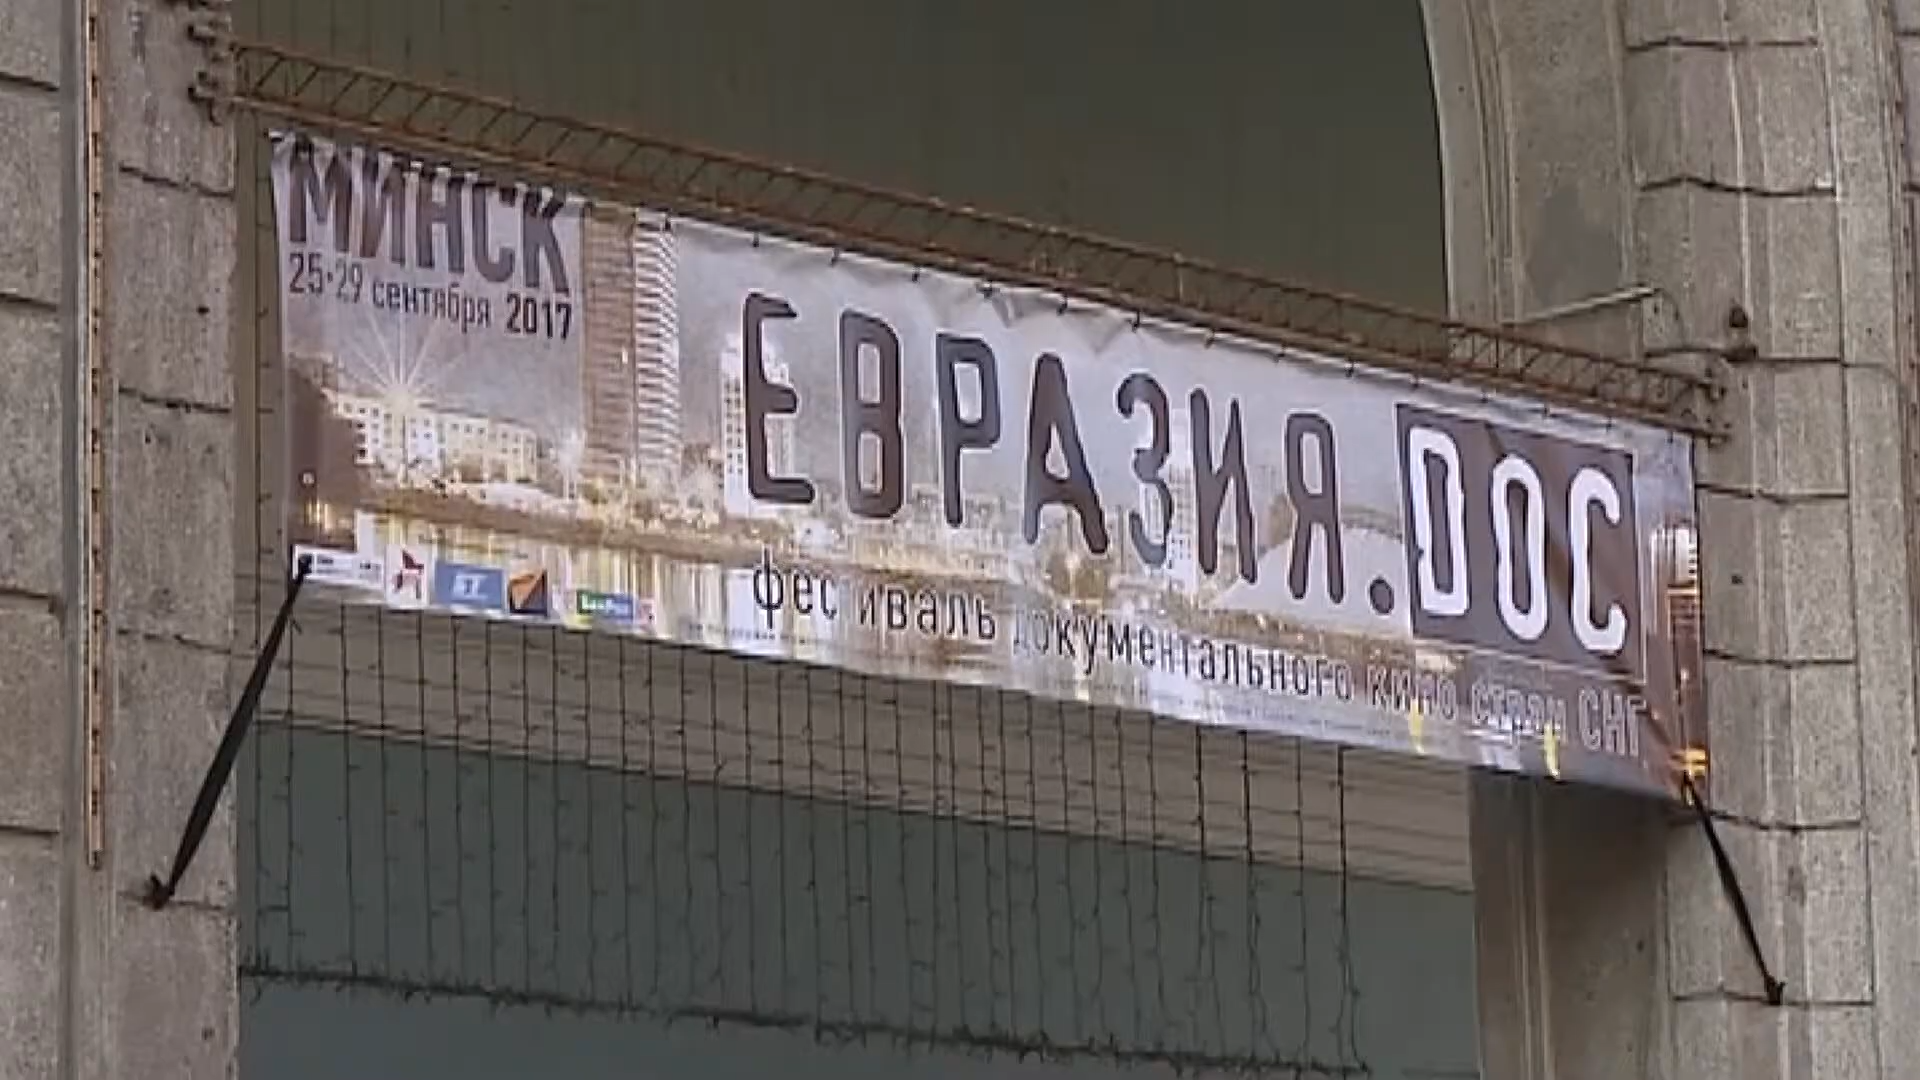 МИНСК
25-29 сентября 2017
ЕВРАЗИЯ.DOC
фестиваль документального кино стран СНГ